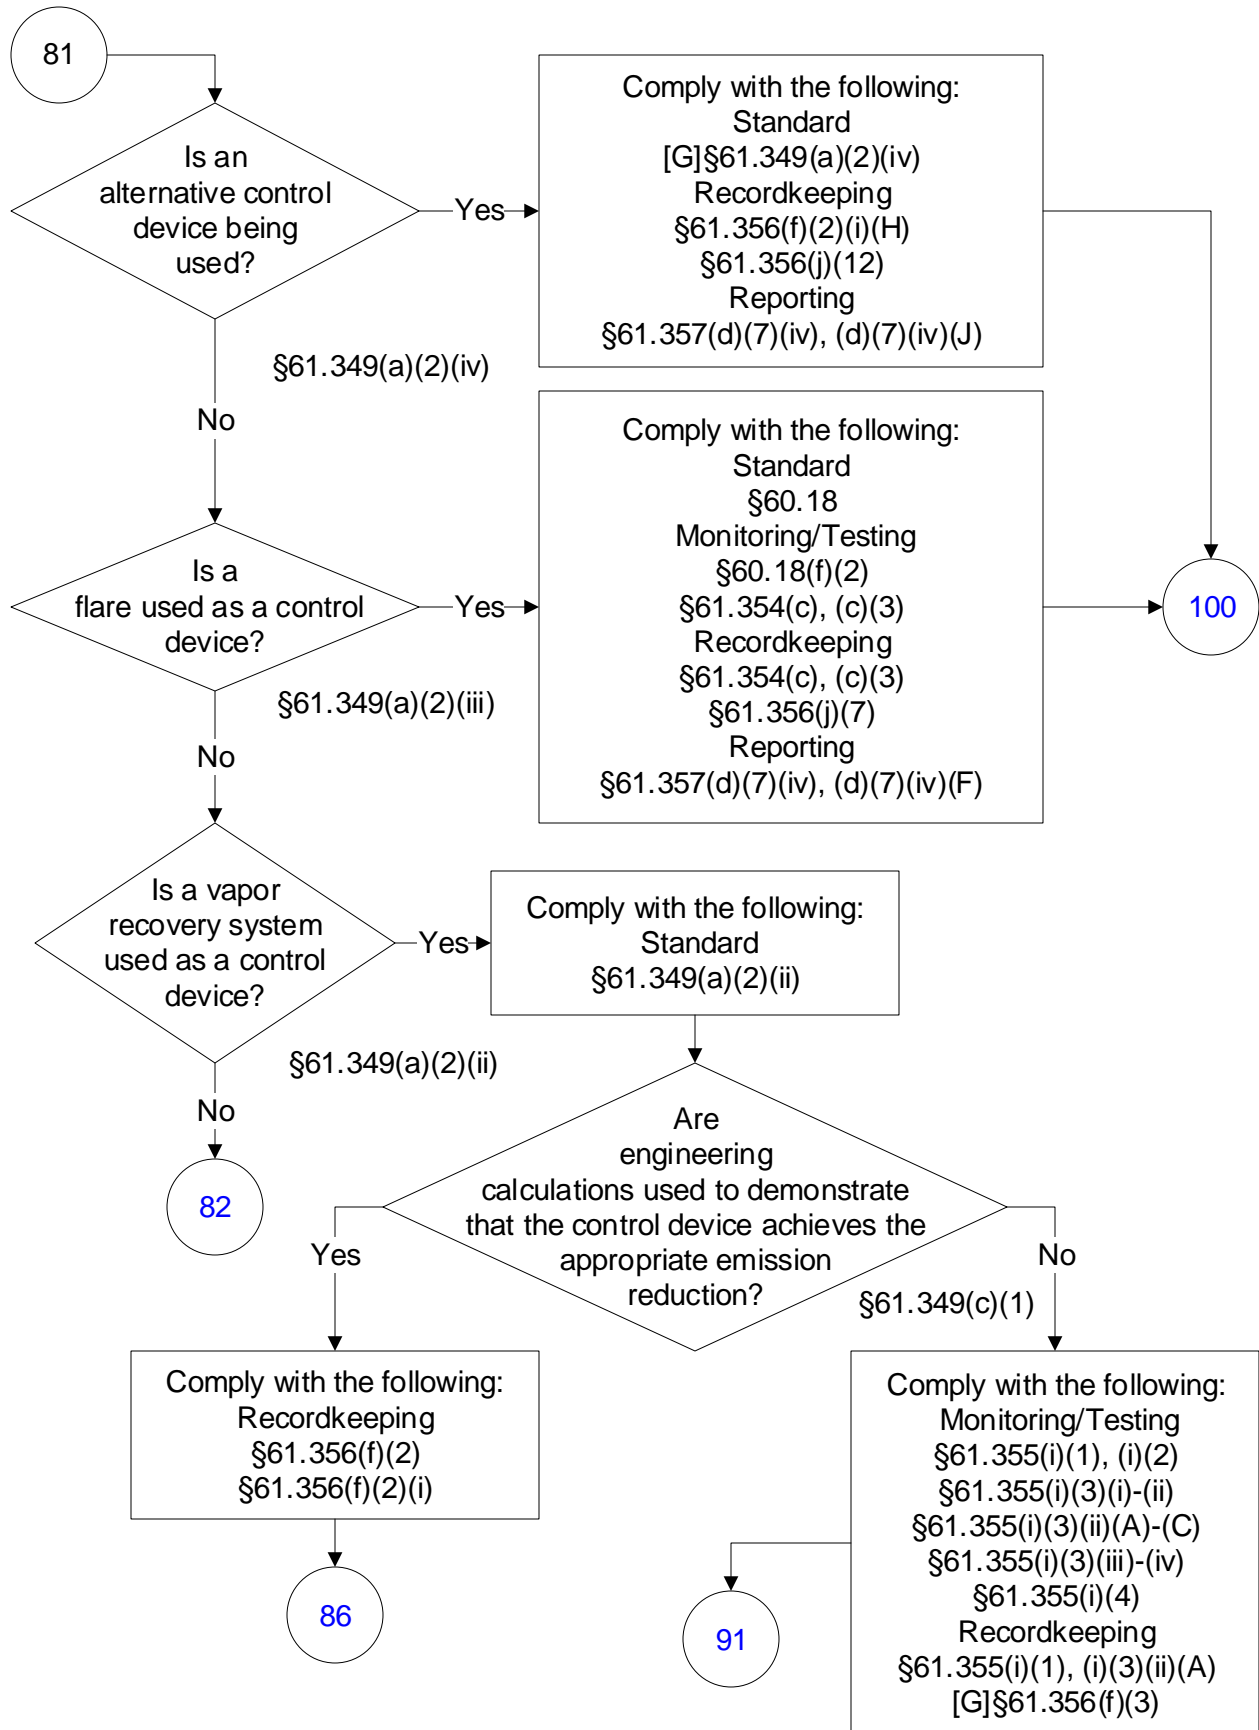 81
Is an
alternative control
device being
used?
Yes
Comply with the following:
Standard
[G]§61.349(a)(2)(iv)
Recordkeeping
§61.356(f)(2)(i)(H)
§61.356(j)(12)
Reporting
§61.357(d)(7)(iv), (d)(7)(iv)(J)
§61.349(a)(2)(iv)
No
Is a
flare used as a control
device?
Yes
Comply with the following:
Standard
§60.18
Monitoring/Testing
§60.18(f)(2)
§61.354(c), (c)(3)
Recordkeeping
§61.354(c), (c)(3)
§61.356(j)(7)
Reporting
§61.357(d)(7)(iv), (d)(7)(iv)(F)
100
§61.349(a)(2)(iii)
No
Is a vapor
recovery system
used as a control
device?
Yes
Comply with the following:
Standard
§61.349(a)(2)(ii)
§61.349(a)(2)(ii)
No
82
Are
engineering
calculations used to demonstrate
that the control device achieves the
appropriate emission
reduction?
Yes
No
§61.349(c)(1)
Comply with the following:
Recordkeeping
§61.356(f)(2)
§61.356(f)(2)(i)
86
Comply with the following:
Monitoring/Testing
§61.355(i)(1), (i)(2)
§61.355(i)(3)(i)-(ii)
§61.355(i)(3)(ii)(A)-(C)
§61.355(i)(3)(iii)-(iv)
§61.355(i)(4)
Recordkeeping
§61.355(i)(1), (i)(3)(ii)(A)
[G]§61.356(f)(3)
91